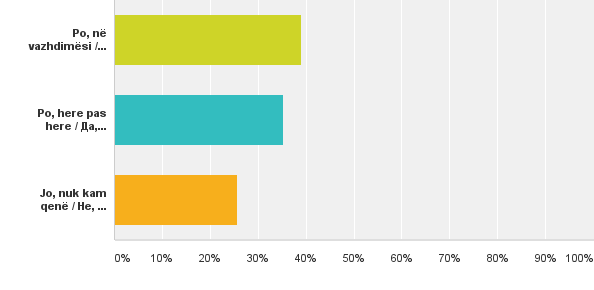 Po, në
vazhdimësi /...
Po, here pas
here / Да,...
Jo, nuk kam
qenë / Не, ...
0% 10% 20% 30% 40% 50% 60% 70% 80% 90% 100%